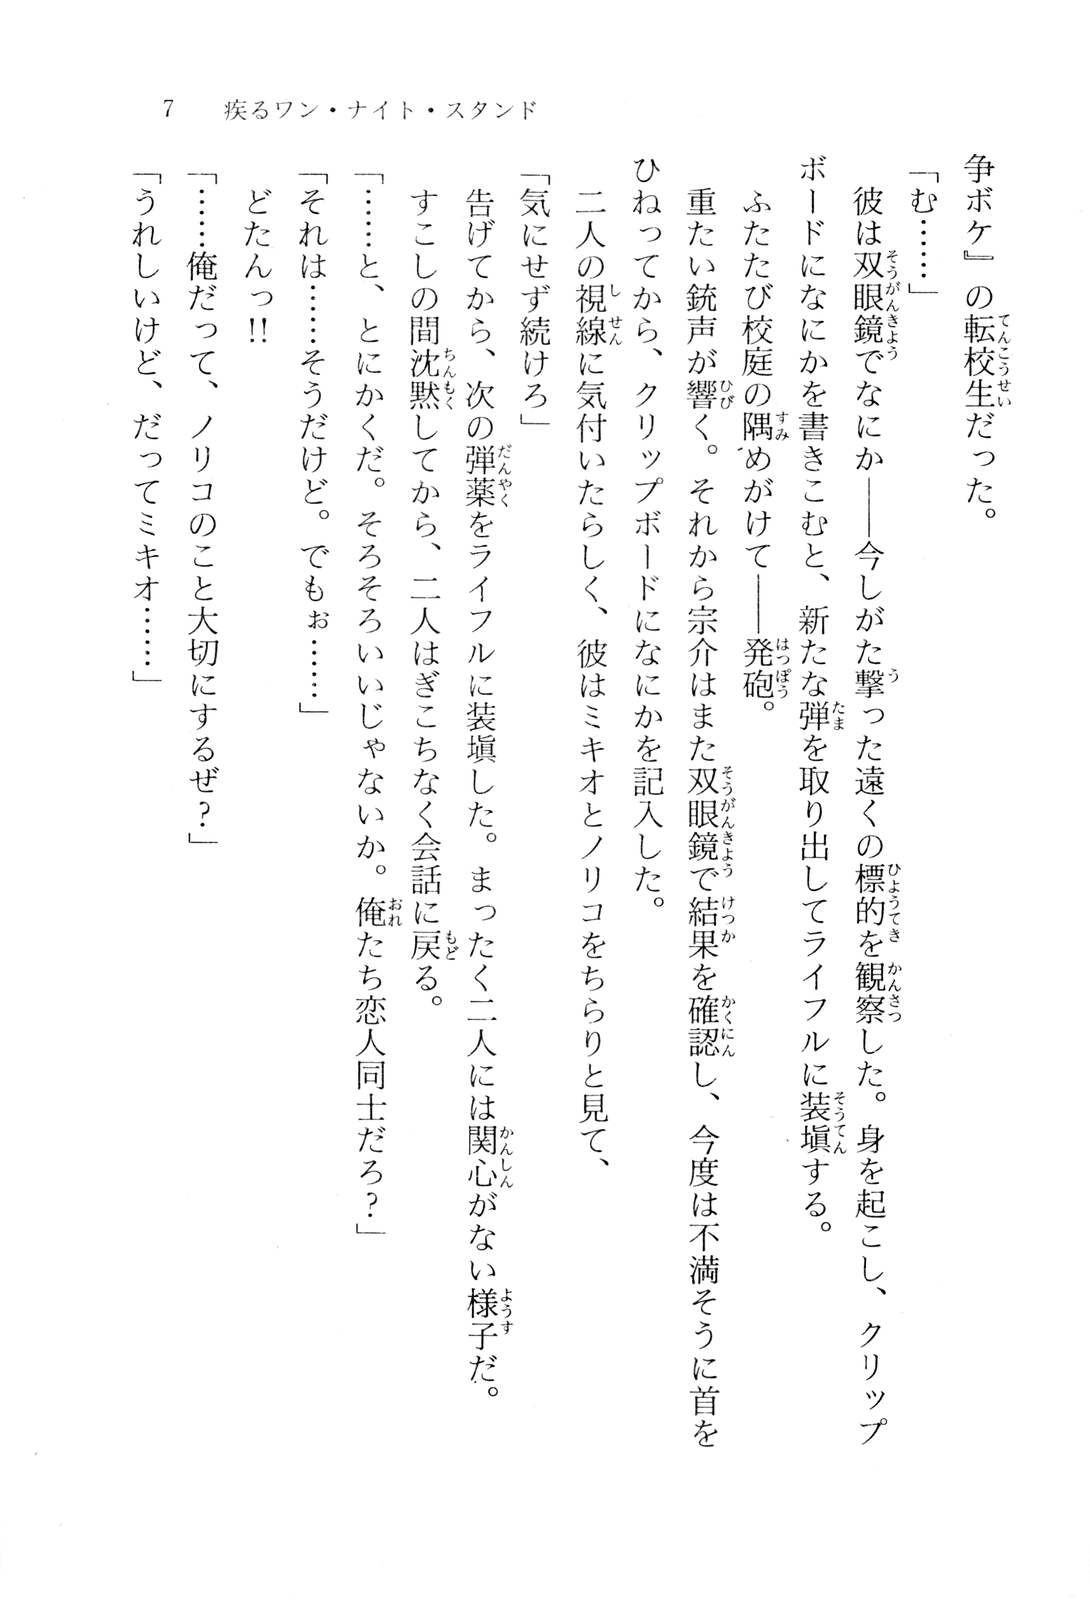 7　疾るワン・ナイト・スタンド
争ボケ』の転校生だった。
「む……」
　彼は双眼鏡でなにか――今しがた撃った遠くの標的を観察した。身を起こし、クリップ
ボードになにかを書きこむと、新たな弾を取り出してライフルに装塡する。
　ふたたび校庭の隅めがけて――発砲。
　重たい銃声が響く。それから宗介はまた双眼鏡で結果を確認し、今度は不満そうに首を
ひねってから、クリップボードになにかを記入した。
　二人の視線に気付いたらしく、彼はミキオとノリコをちらりと見て、
「気にせず続けろ」
　告げてから、次の弾薬をライフルに装塡した。まったく二人には関心がない様子だ。
　すこしの間沈黙してから、二人はぎこちなく会話に戻る。
「……と、とにかくだ。そろそろいいじゃないか。俺たち恋人同士だろ？」
「それは……そうだけど。でもぉ……」
　どたんっ!!
「……俺だって、ノリコのこと大切にするぜ？」
「うれしいけど、だってミキオ……」